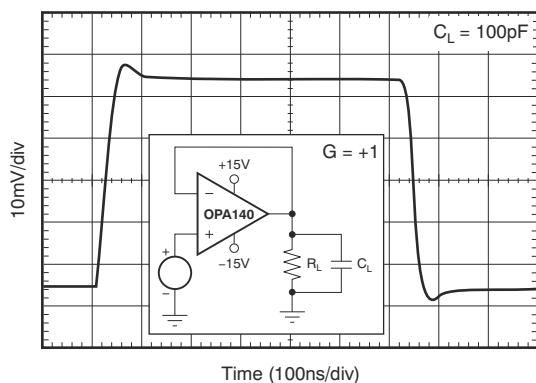 C_L = 100pF
10mV/div
G = +1
+15V
−
OPA140
+
−15V
+
−
R_L
C_L
Time (100ns/div)